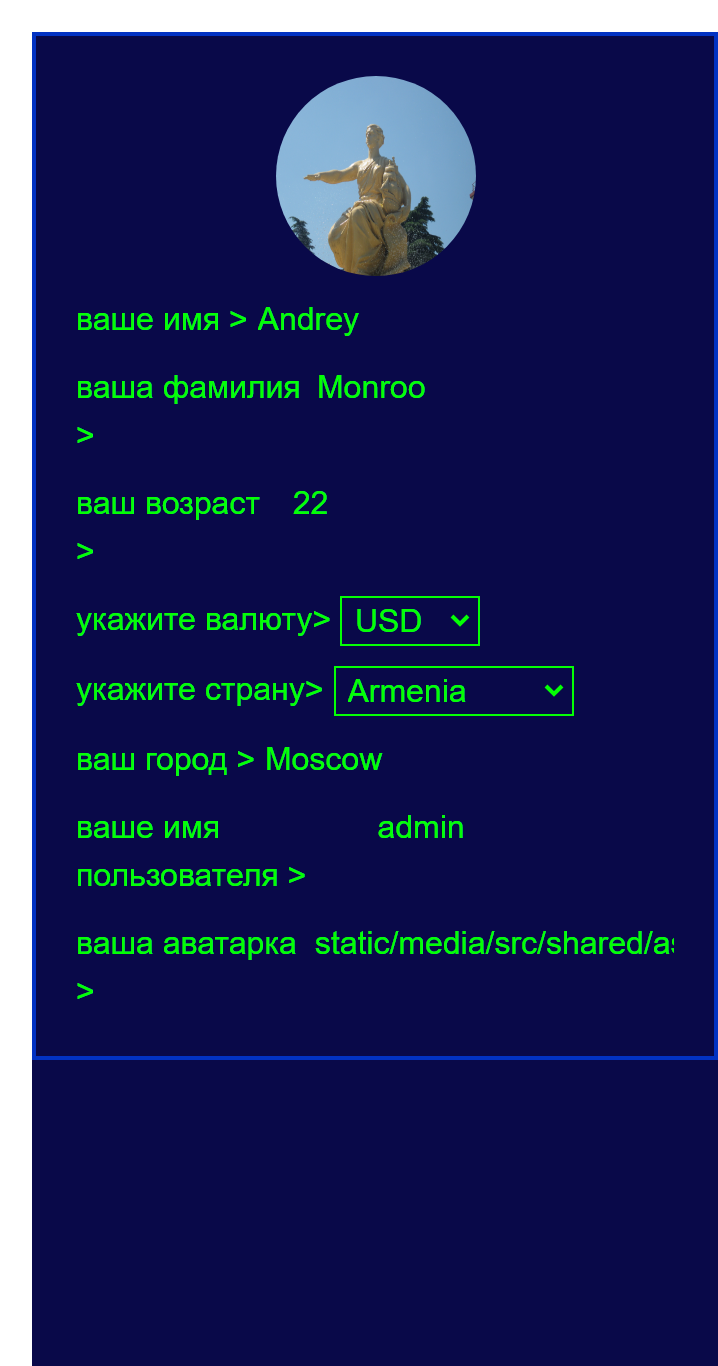 ваше имя > Andrey
ваша фамилия Monroo
>
ваш возраст 22
>
укажите валюту> USD
укажите страну> Armenia
ваш город > Moscow
ваше имя admin
пользователя >
ваша аватарка static/media/src/shared/as
>